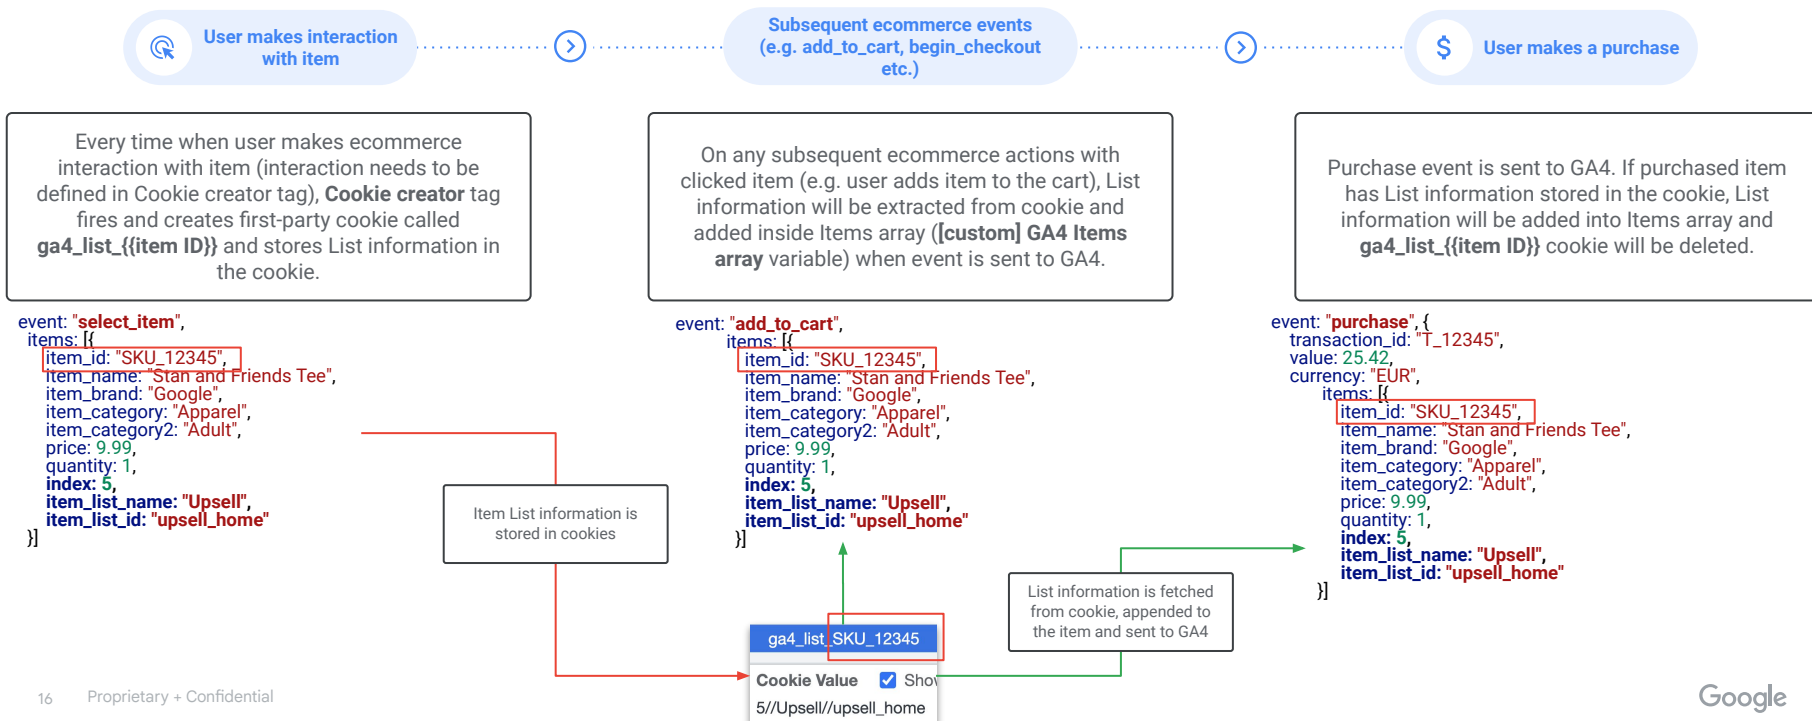 User makes interaction
with item
Subsequent ecommerce events
(e.g. add_to_cart, begin_checkout
etc.)
$
User makes a purchase
Every time when user makes ecommerce
interaction with item (interaction needs to be
defined in Cookie creator tag), Cookie creator tag
fires and creates first-party cookie called
ga4_list_{{item ID}} and stores List information in
the cookie.
On any subsequent ecommerce actions with
clicked item (e.g. user adds item to the cart), List
information will be extracted from cookie and
added inside Items array ([custom] GA4 Items
array variable) when event is sent to GA4.
Purchase event is sent to GA4. If purchased item
has List information stored in the cookie, List
information will be added into Items array and
ga4_list_{{item ID}} cookie will be deleted.
event: "select_item",
items: [{
item_id: "SKU_12345",
item_name: "Stan and Friends Tee",
item_brand: "Google",
item_category: "Apparel",
item_category2: "Adult",
price: 9.99,
quantity: 1,
index: 5,
item_list_name: "Upsell",
item_list_id: "upsell_home"
}]
Item List information is
stored in cookies
event: "add_to_cart",
items: [{
item_id: "SKU_12345",
item_name: "Stan and Friends Tee",
item_brand: "Google",
item_category: "Apparel",
item_category2: "Adult",
price: 9.99,
quantity: 1,
index: 5,
item_list_name: "Upsell",
item_list_id: "upsell_home"
}]
ga4_list_SKU_12345
Cookie Value Show
5//Upsell//upsell_home
List information is fetched
from cookie, appended to
the item and sent to GA4
event: "purchase", {
transaction_id: "T_12345",
value: 25.42,
currency: "EUR",
items: [{
item_id: "SKU_12345",
item_name: "Stan and Friends Tee",
item_brand: "Google",
item_category: "Apparel",
item_category2: "Adult",
price: 9.99,
quantity: 1,
index: 5,
item_list_name: "Upsell",
item_list_id: "upsell_home"
}]
16 Proprietary + Confidential
Google